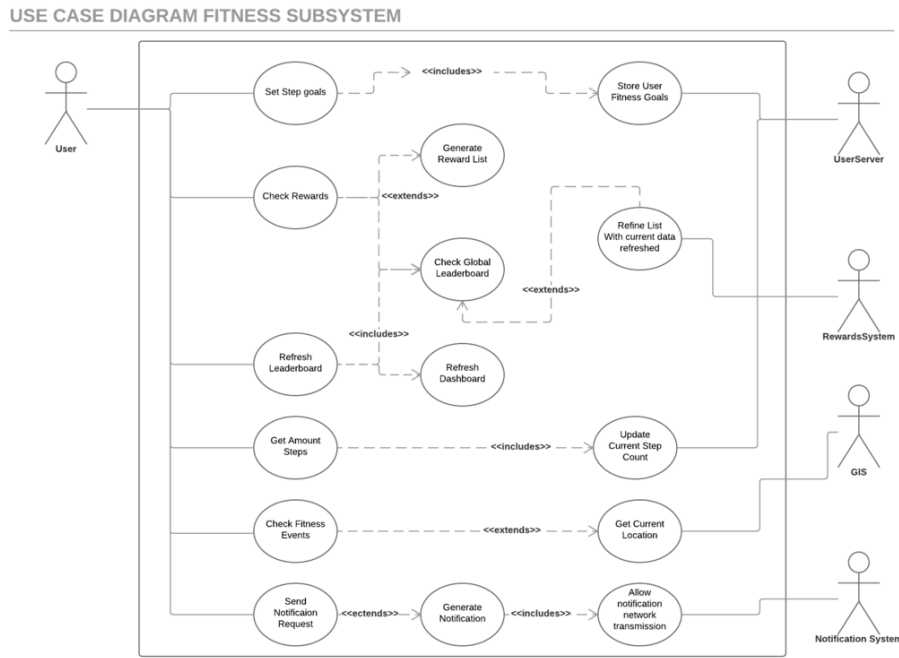 USE CASE DIAGRAM FITNESS SUBSYSTEM
Set Step goals
<<includes>>
Store User
Fitness Goals
User
UserServer
Generate
Reward List
Check Rewards
<<extends>>
Refine List
With current data
refreshed
Check Global
Leaderboard
<<extends>>
RewardsSystem
<<includes>>
Refresh
Leaderboard
Refresh
Dashboard
Get Amount
Steps
<<includes>>
Update
Current Step
Count
GIS
Check Fitness
Events
<<extends>>
Get Current
Location
Send
Notificaion
Request
<<ectends>>
Generate
Notification
<<includes>>
Allow
notification
network
transmission
Notification System